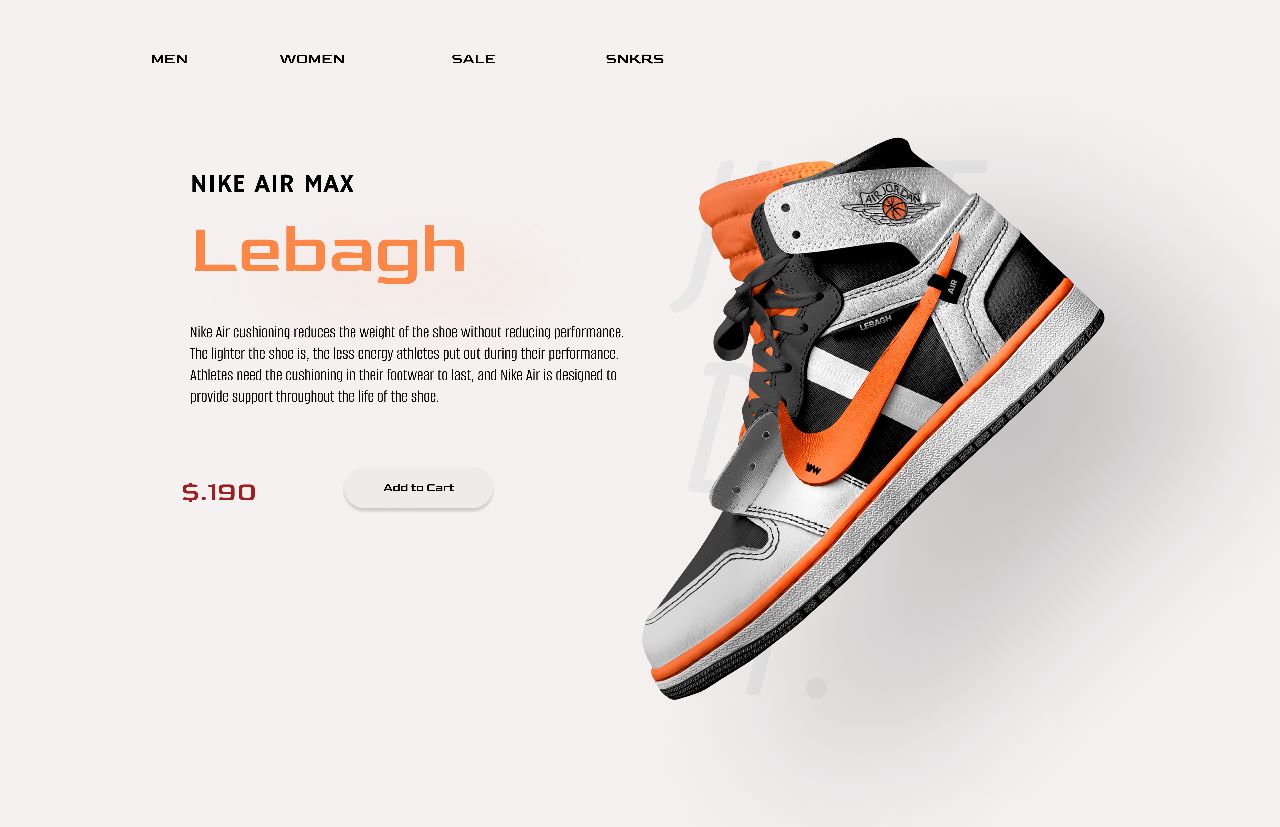 MEN WOMEN SALE SNKRS
NIKE AIR MAX
Lebagh
Nike Air cushioning reduces the weight of the shoe without reducing performance.
The lighter the shoe is, the less energy athletes put out during their performance.
Athletes need the cushioning in their footwear to last, and Nike Air is designed to
provide support throughout the life of the shoe.
$.190
Add to Cart
AIR JORDAN
AIR
LEBAGH